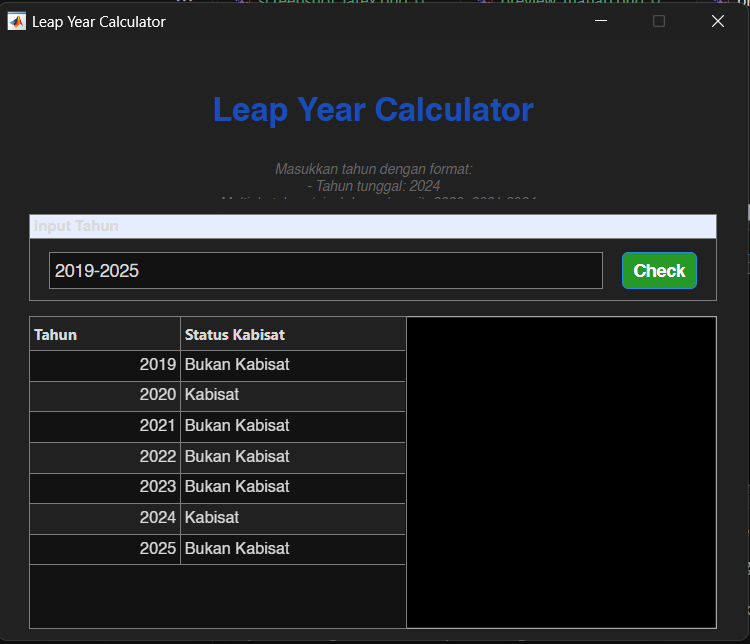 Leap Year Calculator
Leap Year Calculator
Masukkan tahun dengan format:
- Tahun tunggal: 2024
Input Tahun
2019-2025 Check
Tahun Status Kabisat
2019 Bukan Kabisat
2020 Kabisat
2021 Bukan Kabisat
2022 Bukan Kabisat
2023 Bukan Kabisat
2024 Kabisat
2025 Bukan Kabisat